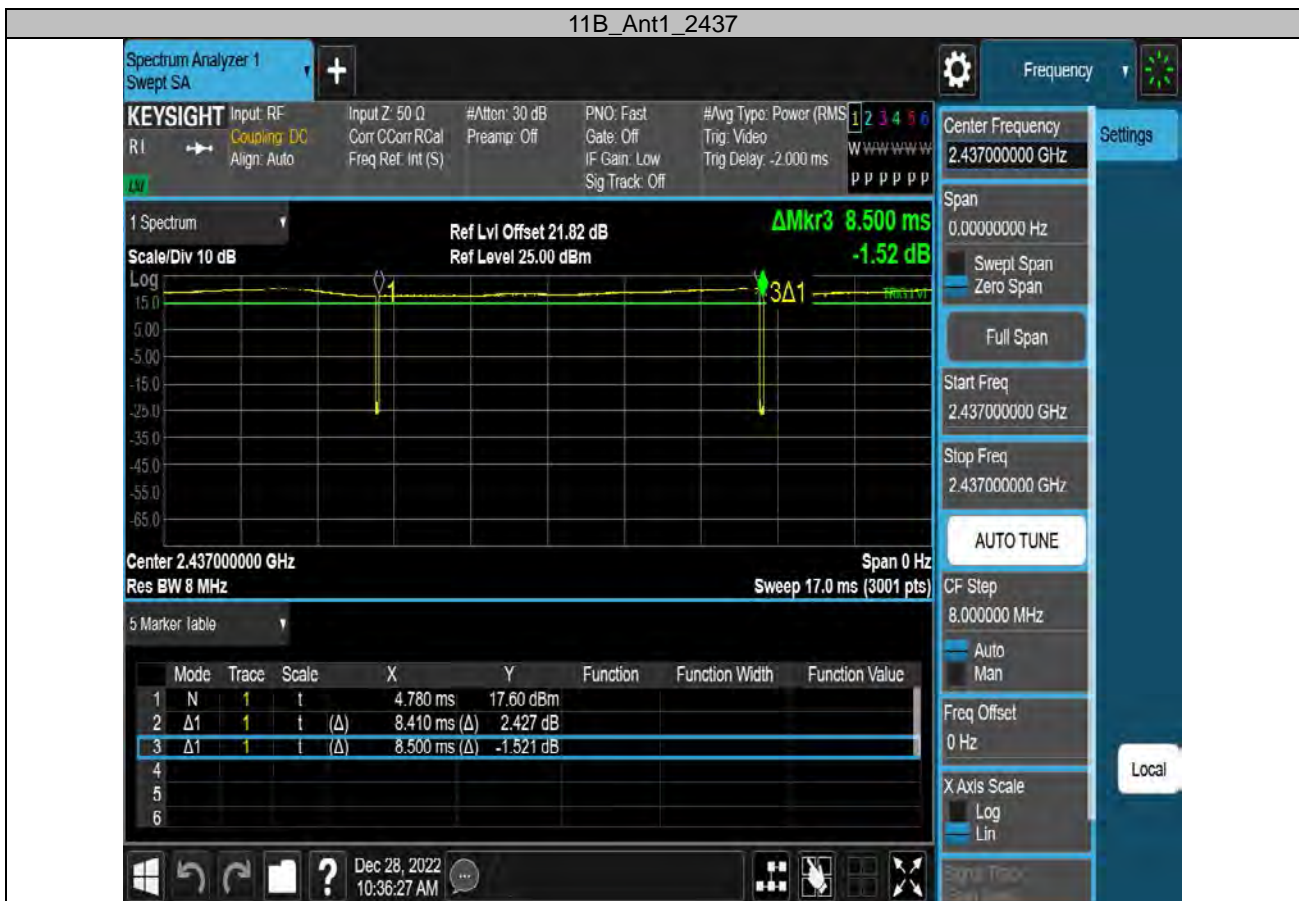 11B_Ant1_2437
Spectrum Analyzer 1
Swept SA
+
Frequency
KEYSIGHT
Input: RF
Coupling: DC
Align: Auto
Input Z: 50 Ω
Corr CCorr RCal
Freq Ref: Int (S)
#Atten: 30 dB
Preamp: Off
PNO: Fast
Gate: Off
IF Gain: Low
Sig Track: Off
#Avg Type: Power (RMS
Trig: Video
Trig Delay: -2.000 ms
1 2 3 4 5 6
W W W W W W
P P P P P P
Center Frequency
2.437000000 GHz
Settings
1 Spectrum
Scale/Div 10 dB
Ref Lvl Offset 21.82 dB
Ref Level 25.00 dBm
ΔMkr3 8.500 ms
-1.52 dB
Span
0.00000000 Hz
Swept Span
Zero Span
Log
1
3Δ1
15.0
5.00
-5.00
-15.0
-25.0
-35.0
-45.0
-55.0
-65.0
Full Span
Start Freq
2.437000000 GHz
Stop Freq
2.437000000 GHz
AUTO TUNE
Center 2.437000000 GHz
Span 0 Hz
Res BW 8 MHz
Sweep 17.0 ms (3001 pts)
CF Step
8.000000 MHz
Auto
Man
5 Marker Table
Mode Trace Scale X Y Function Function Width Function Value
1 N 1 t 4.780 ms 17.60 dBm
2 Δ1 1 t (Δ) 8.410 ms (Δ) 2.427 dB
3 Δ1 1 t (Δ) 8.500 ms (Δ) -1.521 dB
4
5
6
Freq Offset
0 Hz
Local
X Axis Scale
Log
Lin
?
Dec 28, 2022
10:36:27 AM